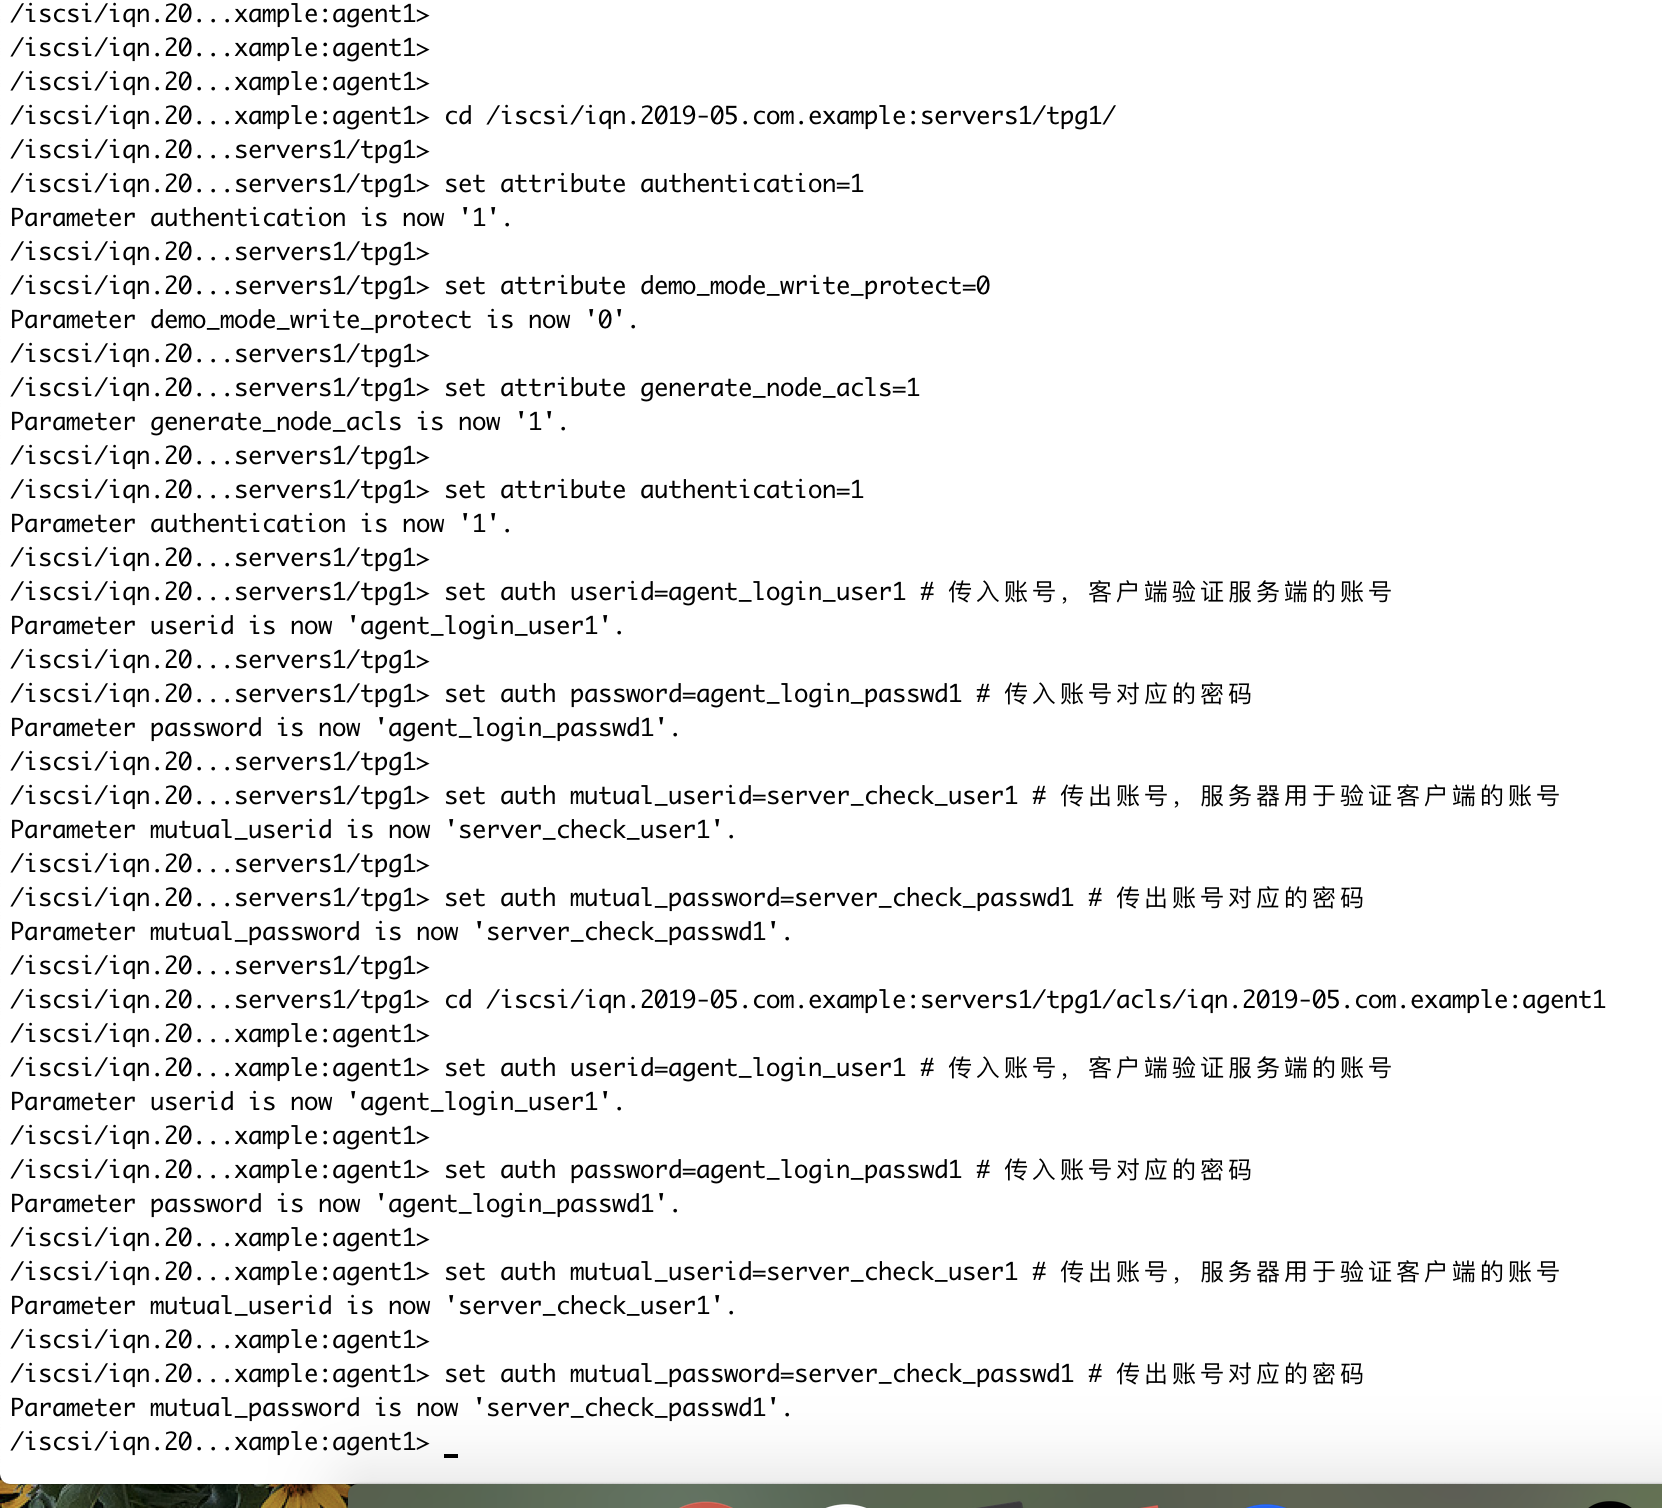 /iscsi/iqn.20...xample:agent1>
/iscsi/iqn.20...xample:agent1>
/iscsi/iqn.20...xample:agent1>
/iscsi/iqn.20...xample:agent1> cd /iscsi/iqn.2019-05.com.example:servers1/tpg1/
/iscsi/iqn.20...servers1/tpg1>
/iscsi/iqn.20...servers1/tpg1> set attribute authentication=1
Parameter authentication is now '1'.
/iscsi/iqn.20...servers1/tpg1>
/iscsi/iqn.20...servers1/tpg1> set attribute demo_mode_write_protect=0
Parameter demo_mode_write_protect is now '0'.
/iscsi/iqn.20...servers1/tpg1>
/iscsi/iqn.20...servers1/tpg1> set attribute generate_node_acls=1
Parameter generate_node_acls is now '1'.
/iscsi/iqn.20...servers1/tpg1>
/iscsi/iqn.20...servers1/tpg1> set attribute authentication=1
Parameter authentication is now '1'.
/iscsi/iqn.20...servers1/tpg1>
/iscsi/iqn.20...servers1/tpg1> set auth userid=agent_login_user1 # 传入账号，客户端验证服务端的账号
Parameter userid is now 'agent_login_user1'.
/iscsi/iqn.20...servers1/tpg1>
/iscsi/iqn.20...servers1/tpg1> set auth password=agent_login_passwd1 # 传入账号对应的密码
Parameter password is now 'agent_login_passwd1'.
/iscsi/iqn.20...servers1/tpg1>
/iscsi/iqn.20...servers1/tpg1> set auth mutual_userid=server_check_user1 # 传出账号，服务器用于验证客户端的账号
Parameter mutual_userid is now 'server_check_user1'.
/iscsi/iqn.20...servers1/tpg1>
/iscsi/iqn.20...servers1/tpg1> set auth mutual_password=server_check_passwd1 # 传出账号对应的密码
Parameter mutual_password is now 'server_check_passwd1'.
/iscsi/iqn.20...servers1/tpg1>
/iscsi/iqn.20...servers1/tpg1> cd /iscsi/iqn.2019-05.com.example:servers1/tpg1/acls/iqn.2019-05.com.example:agent1
/iscsi/iqn.20...xample:agent1>
/iscsi/iqn.20...xample:agent1> set auth userid=agent_login_user1 # 传入账号，客户端验证服务端的账号
Parameter userid is now 'agent_login_user1'.
/iscsi/iqn.20...xample:agent1>
/iscsi/iqn.20...xample:agent1> set auth password=agent_login_passwd1 # 传入账号对应的密码
Parameter password is now 'agent_login_passwd1'.
/iscsi/iqn.20...xample:agent1>
/iscsi/iqn.20...xample:agent1> set auth mutual_userid=server_check_user1 # 传出账号，服务器用于验证客户端的账号
Parameter mutual_userid is now 'server_check_user1'.
/iscsi/iqn.20...xample:agent1>
/iscsi/iqn.20...xample:agent1> set auth mutual_password=server_check_passwd1 # 传出账号对应的密码
Parameter mutual_password is now 'server_check_passwd1'.
/iscsi/iqn.20...xample:agent1>